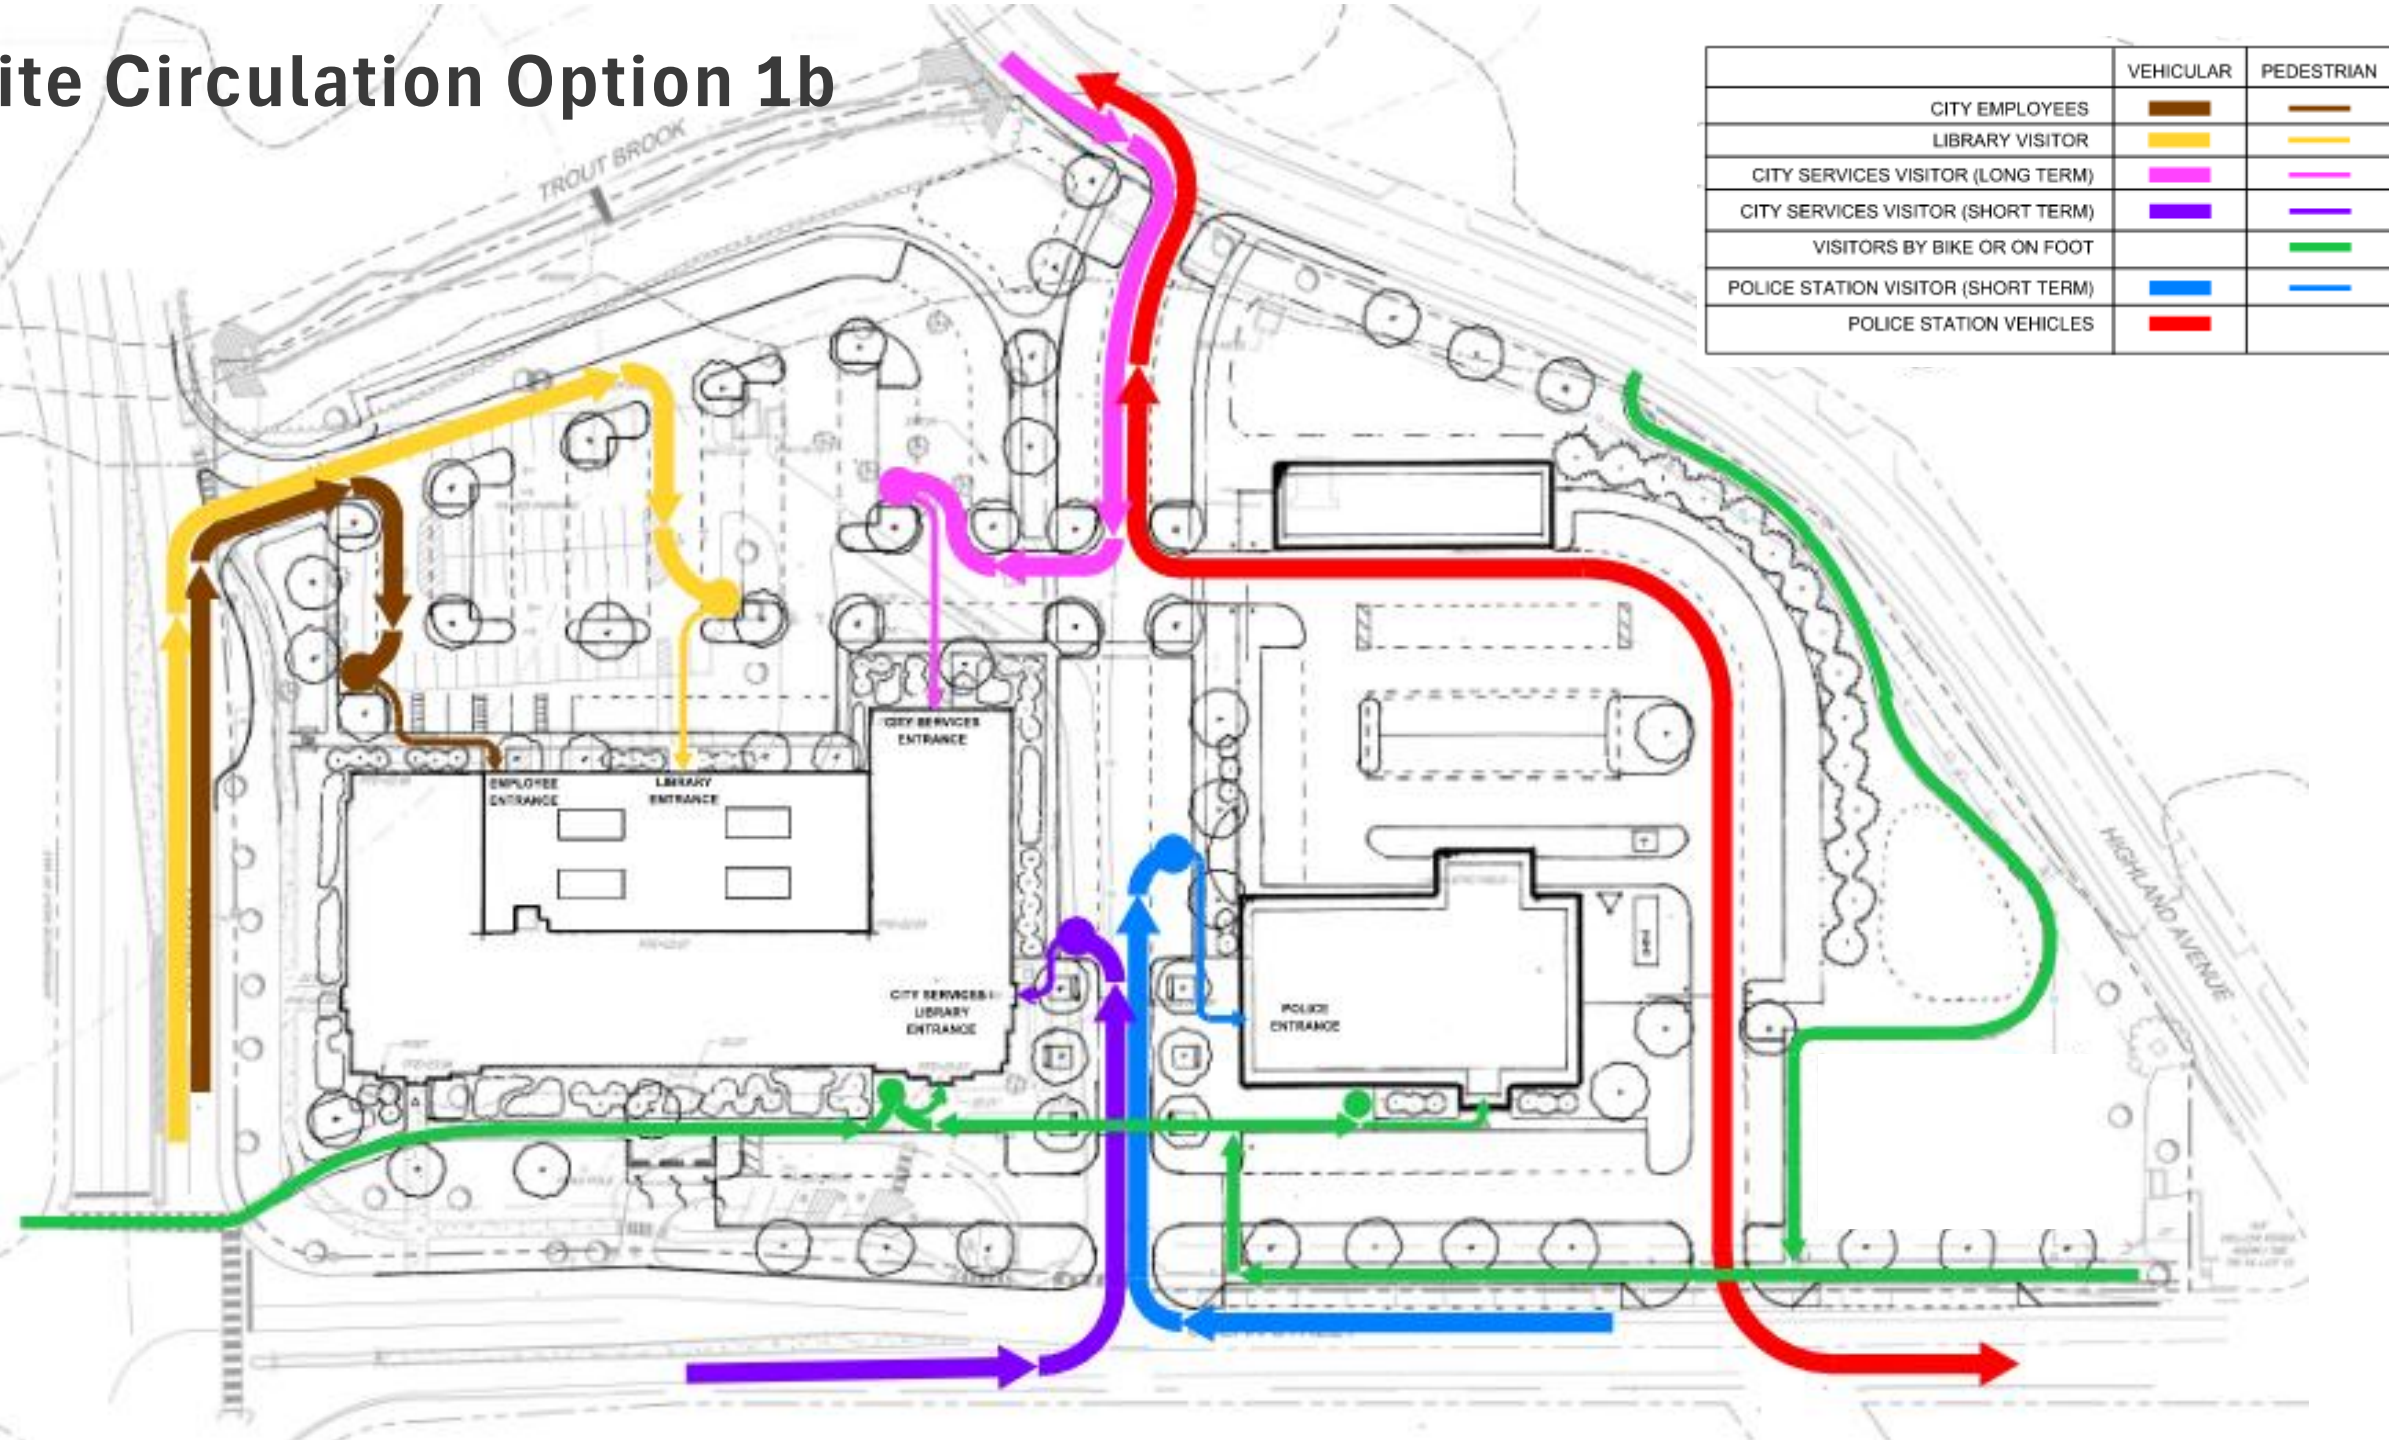 ite Circulation Option 1b
VEHICULAR PEDESTRIAN
CITY EMPLOYEES
LIBRARY VISITOR
CITY SERVICES VISITOR (LONG TERM)
CITY SERVICES VISITOR (SHORT TERM)
VISITORS BY BIKE OR ON FOOT
POLICE STATION VISITOR (SHORT TERM)
POLICE STATION VEHICLES
TROUT BROOK
CITY SERVICES
ENTRANCE
EMPLOYEE
ENTRANCE
LIBRARY
ENTRANCE
HIGHLAND AVENUE
CITY SERVICES
LIBRARY
ENTRANCE
POLICE
ENTRANCE